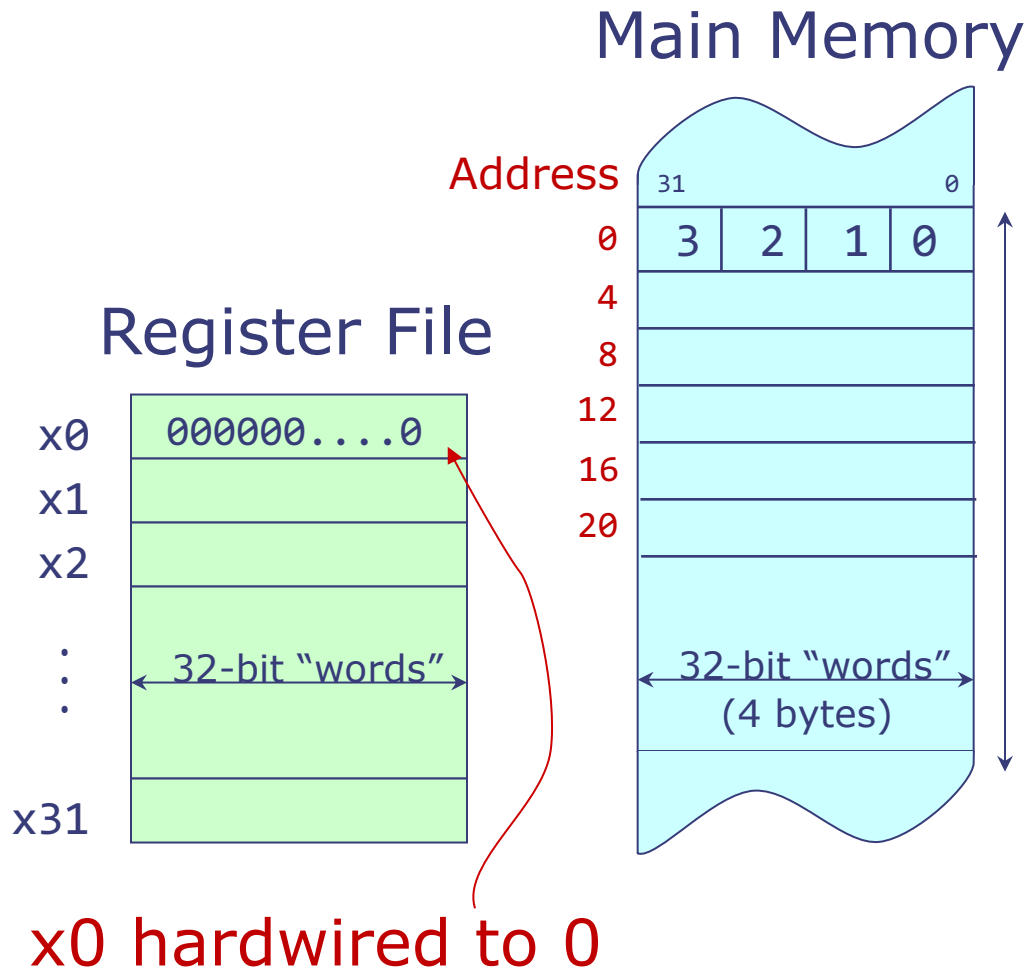 Main Memory
Address
31 0
0 3 2 1 0
4
8
12
16
20
32-bit “words”
(4 bytes)
Register File
x0 000000....0
x1
x2
.
.
.
32-bit “words”
x31
x0 hardwired to 0